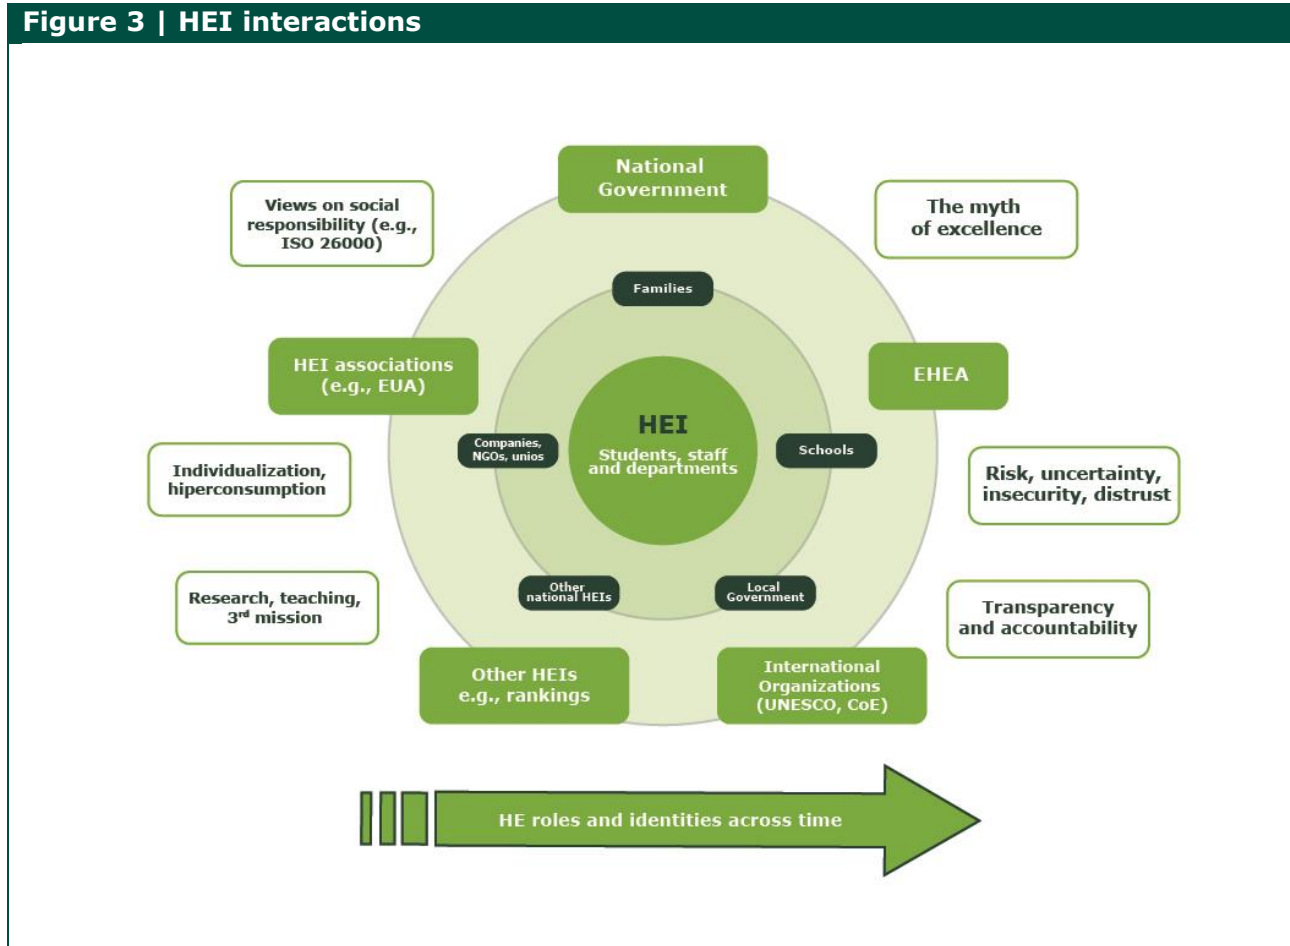 Figure 3 | HEI interactions
National
Government
Views on social
responsibility (e.g.,
ISO 26000)
The myth
of excellence
Families
HEI associations
(e.g., EUA)
EHEA
HEI
Students, staff
and departments
Companies,
NGOs, unios
Schools
Individualization,
hiperconsumption
Risk, uncertainty,
insecurity, distrust
Other
national HEIs
Local
Government
Research, teaching,
3rd mission
Transparency
and accountability
Other HEIs
e.g., rankings
International
Organizations
(UNESCO, CoE)
HE roles and identities across time